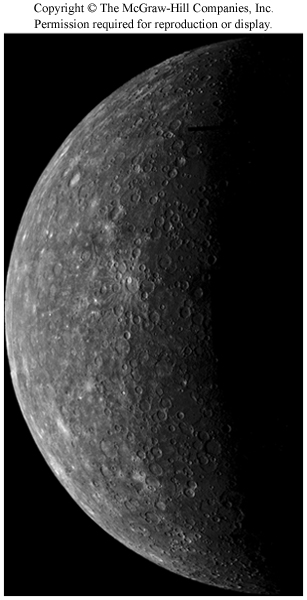 Copyright © The McGraw-Hill Companies, Inc.
Permission required for reproduction or display.